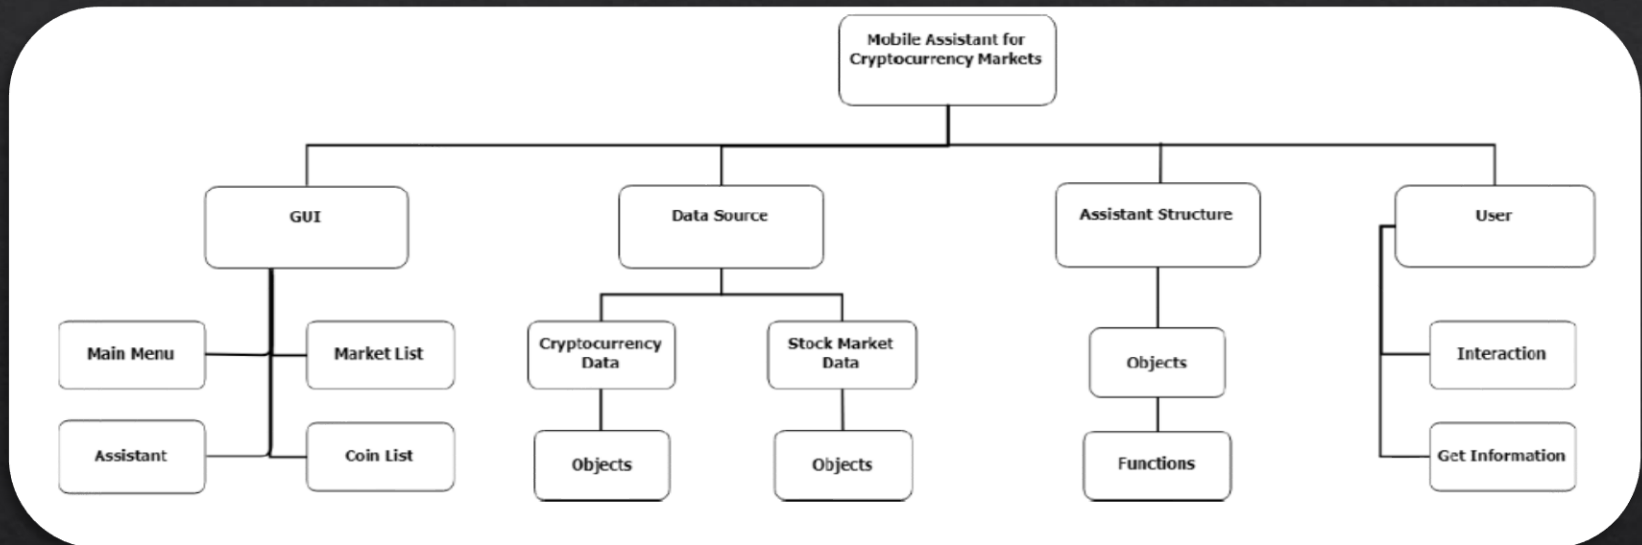 Mobile Assistant for
Cryptocurrency Markets
GUI
Data Source
Assistant Structure
User
Main Menu
Market List
Cryptocurrency
Data
Stock Market
Data
Objects
Interaction
Assistant
Coin List
Objects
Objects
Functions
Get Information